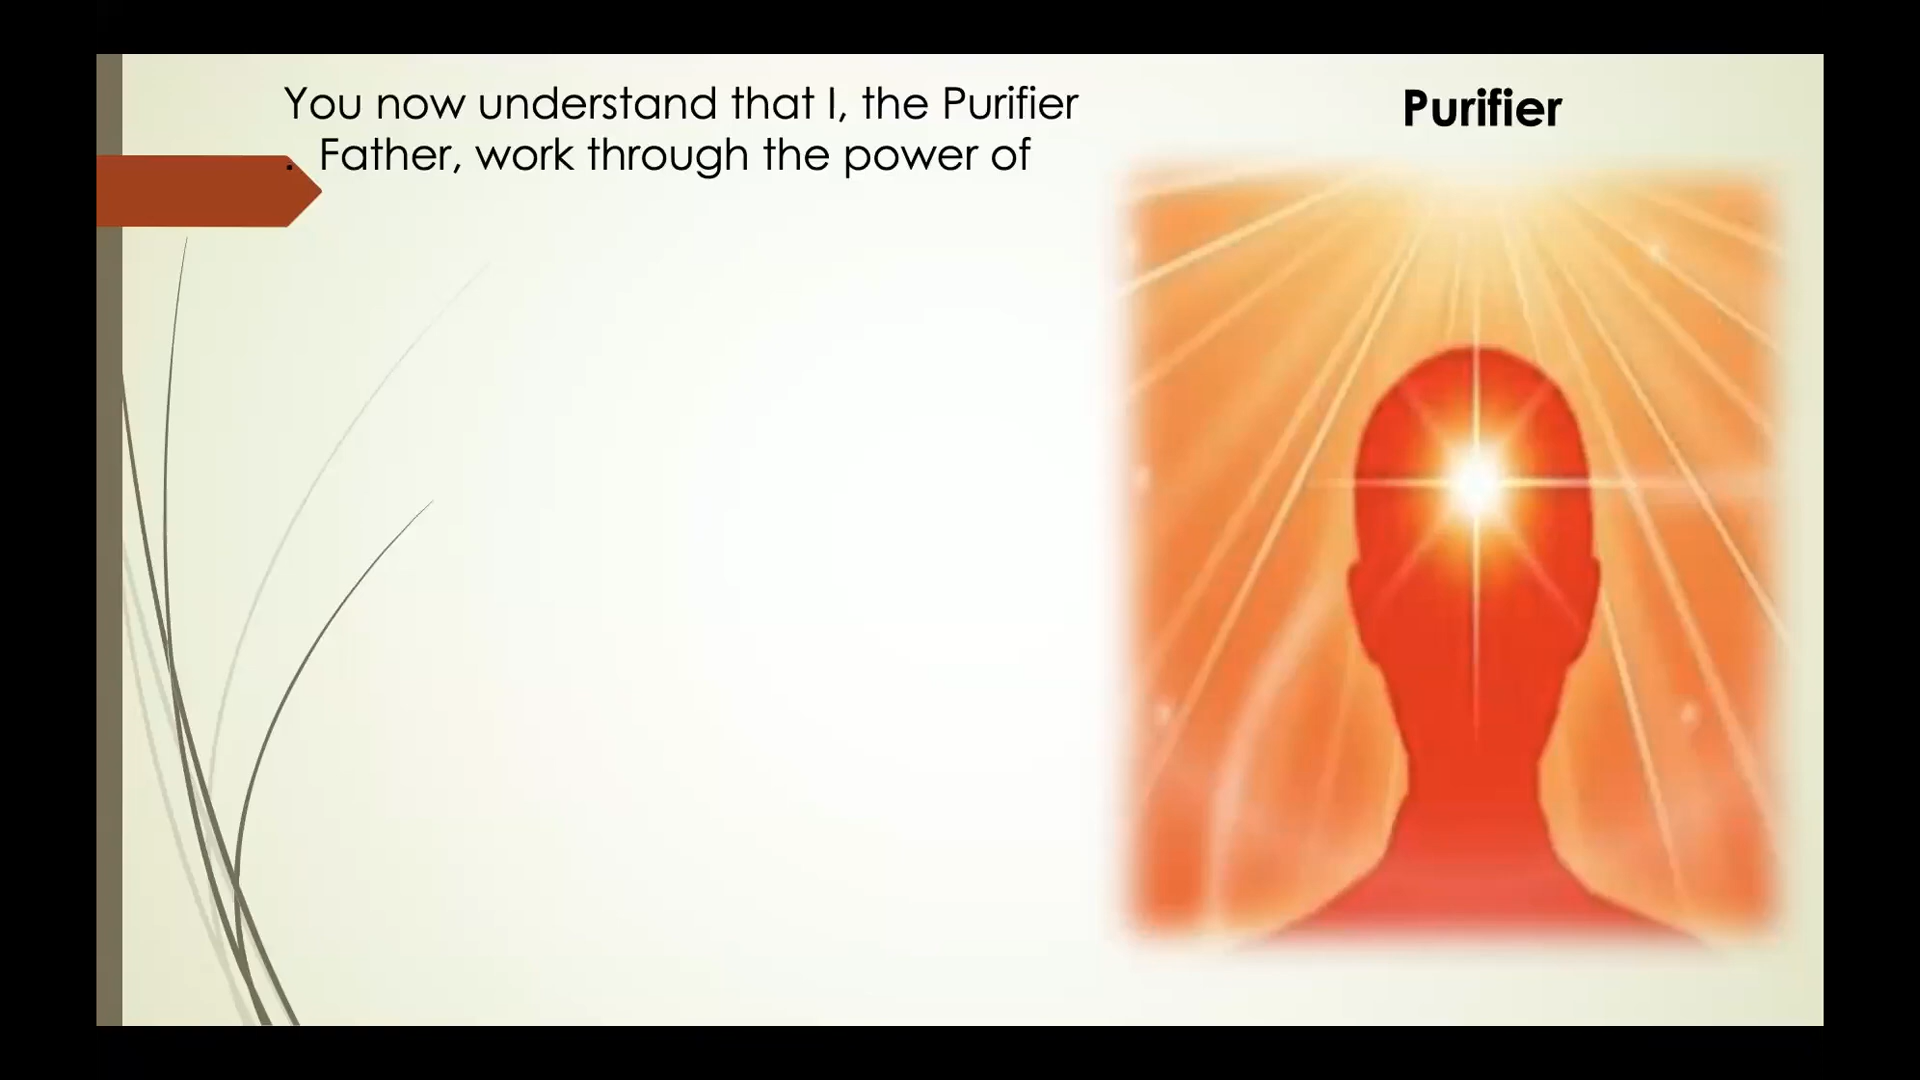 You now understand that I, the Purifier
. Father, work through the power of
Purifier